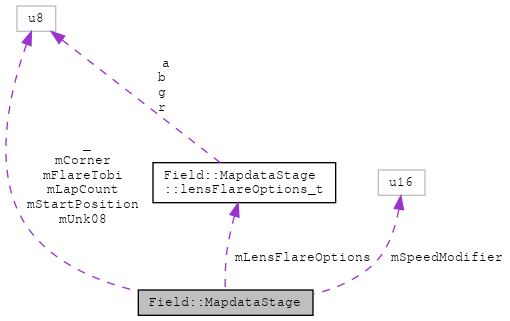 u8
a
b
g
r
_
mCorner
mFlareTobi
mLapCount
mStartPosition
mUnk08
Field::MapdataStage
::lensFlareOptions_t
u16
mLensFlareOptions
mSpeedModifier
Field::MapdataStage